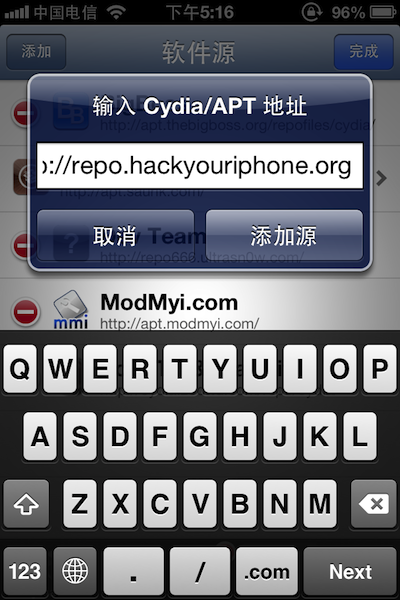 中国电信 下午5:16 96%
添加 软件源 完成
输入 Cydia/APT 地址
http://apt.thebigboss.org/repofiles/cydia/
://repo.hackyouriphone.org
http://apt.saurik.com/
取消 添加源
Team
http://repo666.ultrasn0w.com/
ModMyi.com
mmi http://apt.modmyi.com/
Q W E R T Y U I O P
A S D F G H J K L
Z X C V B N M
123 . / .com Next